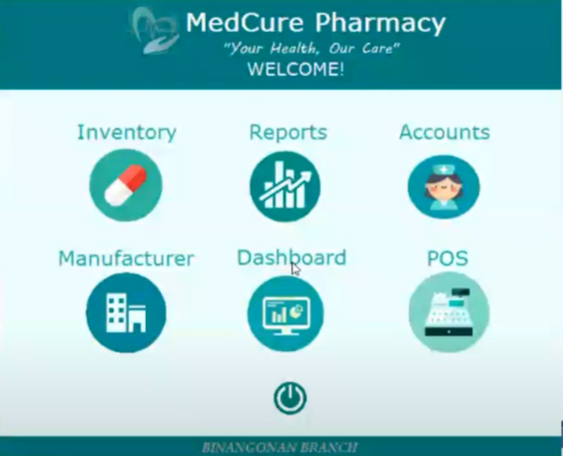 MedCure Pharmacy
"Your Health, Our Care"
WELCOME!
Inventory Reports Accounts
Manufacturer Dashboard POS
BINANGONAN BRANCH